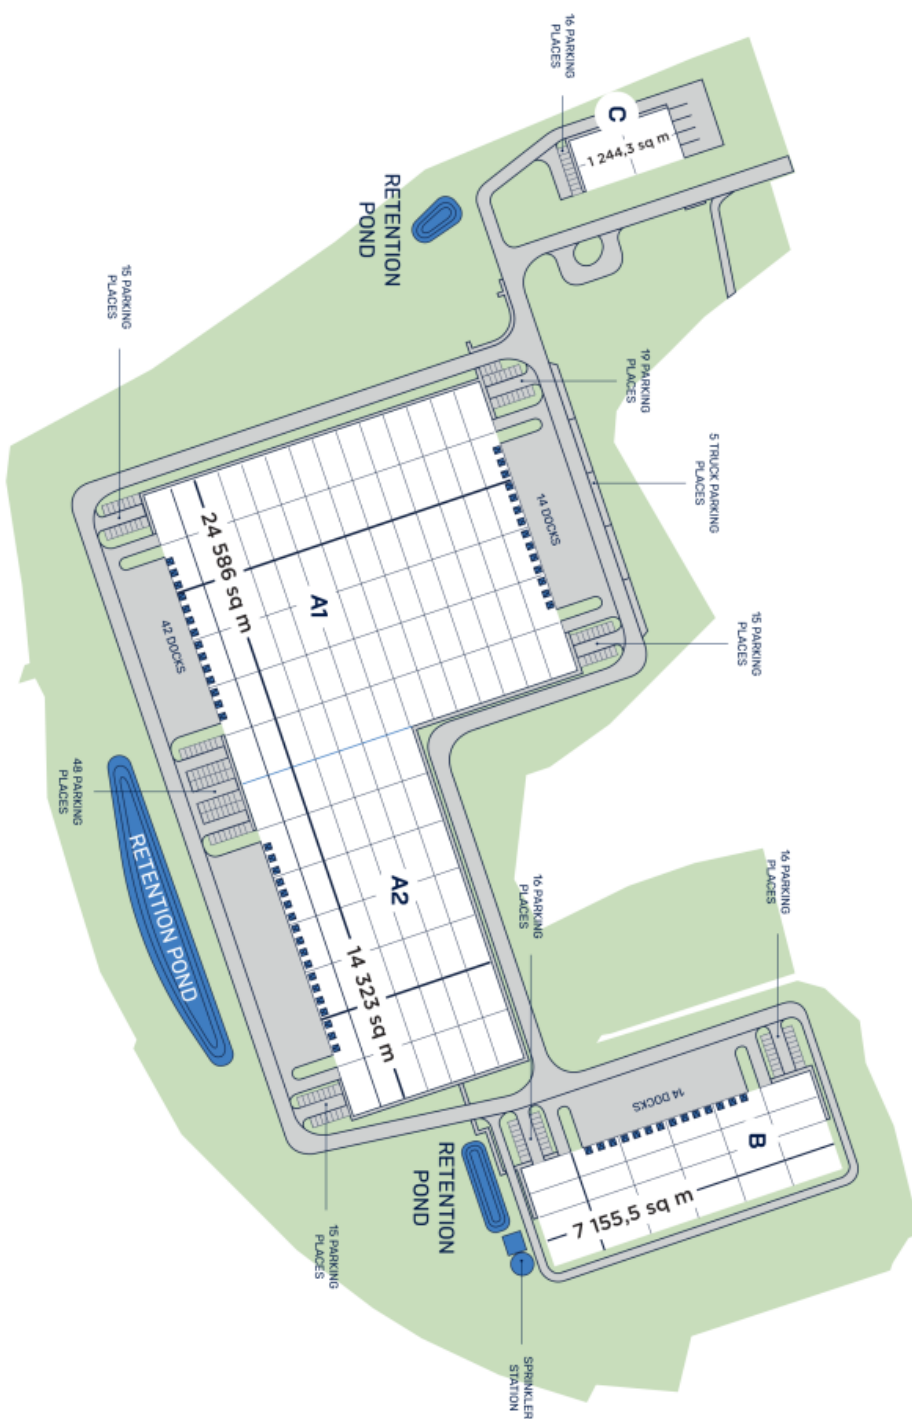 16 PARKING
PLACES
C
1 244,3 sq m
RETENTION
POND
15 PARKING
PLACES
19 PARKING
PLACES
5 TRUCK PARKING
PLACES
14 DOCKS
24 586 sq m
A1
42 DOCKS
15 PARKING
PLACES
48 PARKING
PLACES
RETENTION POND
A2
14 323 sq m
16 PARKING
PLACES
16 PARKING
PLACES
14 DOCKS
B
7 155,5 sq m
RETENTION
POND
15 PARKING
PLACES
SPRINKLER
STATION